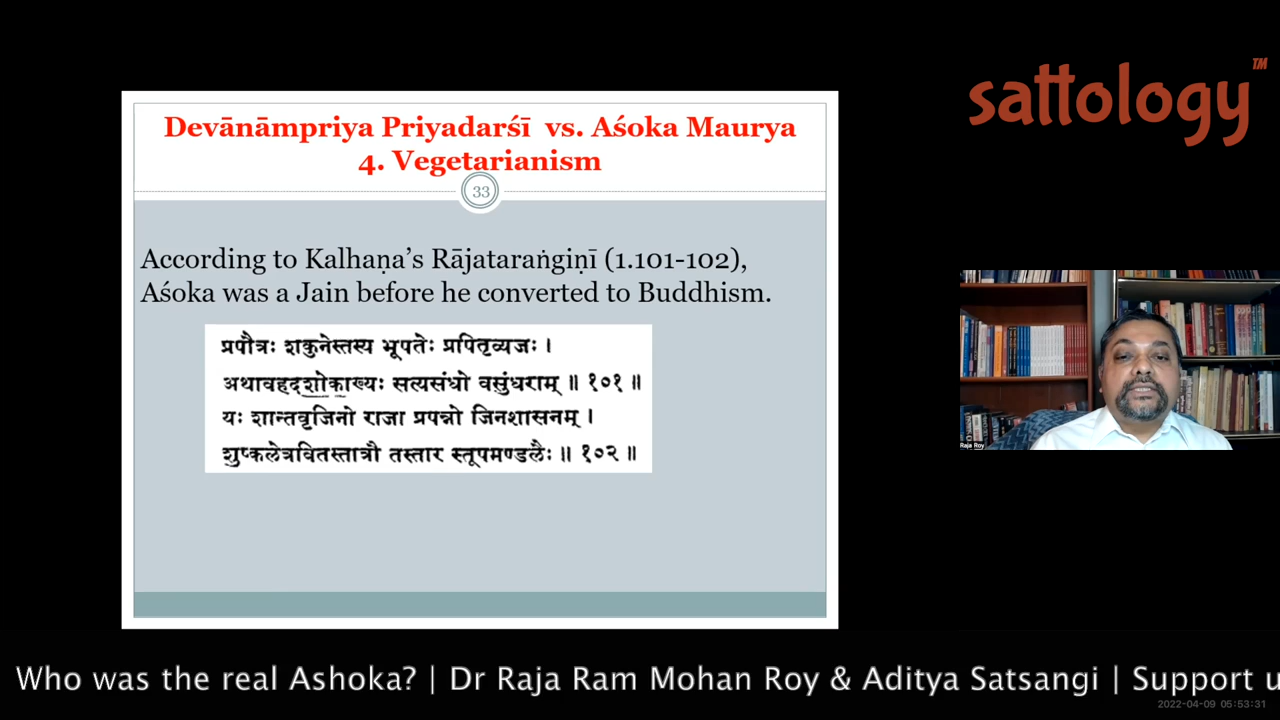 sattology™
Devānāmpriya Priyadarśī vs. Aśoka Maurya
4. Vegetarianism
33
According to Kalhaṇa’s Rājataraṅgiṇī (1.101-102),
Aśoka was a Jain before he converted to Buddhism.
प्रपौत्रः शकुनेस्तस्य भूपतेः प्रपितृव्यजः ।
अथावहदशोकाख्यः सत्यसंधो वसुंधराम् ॥ १०१ ॥
यः शान्तवृजिनो राजा प्रपन्नो जिनशासनम् ।
शुष्कलेत्रवितस्तात्रौ तस्तार स्तूपमण्डलैः ॥ १०२ ॥
Raja Roy
Who was the real Ashoka? | Dr Raja Ram Mohan Roy & Aditya Satsangi | Support u
2022-04-09 05:53:31